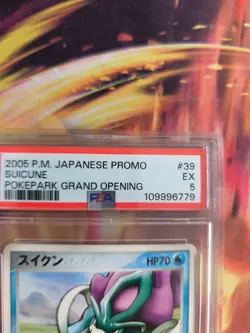 2005 P.M. JAPANESE PROMO #39
SUICUNE EX
POKEPARK GRAND OPENING 5
PSA 109996779
スイクン HP70